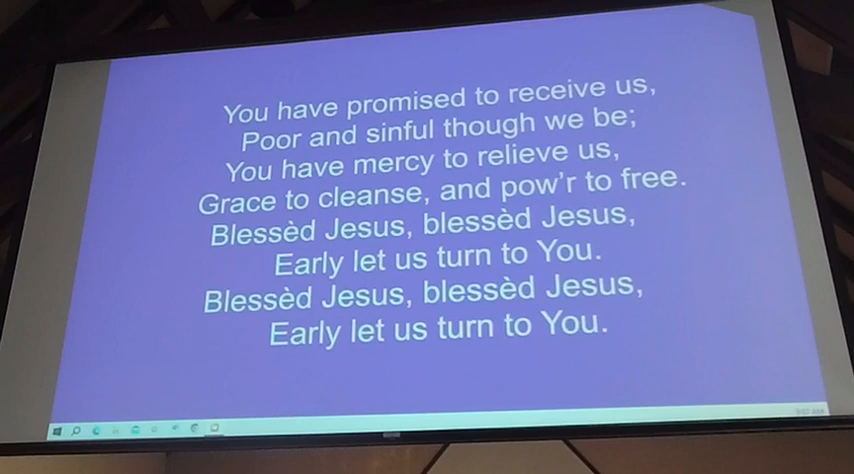 You have promised to receive us,
Poor and sinful though we be;
You have mercy to relieve us,
Grace to cleanse, and pow’r to free.
Blessèd Jesus, blessèd Jesus,
Early let us turn to You.
Blessèd Jesus, blessèd Jesus,
Early let us turn to You.